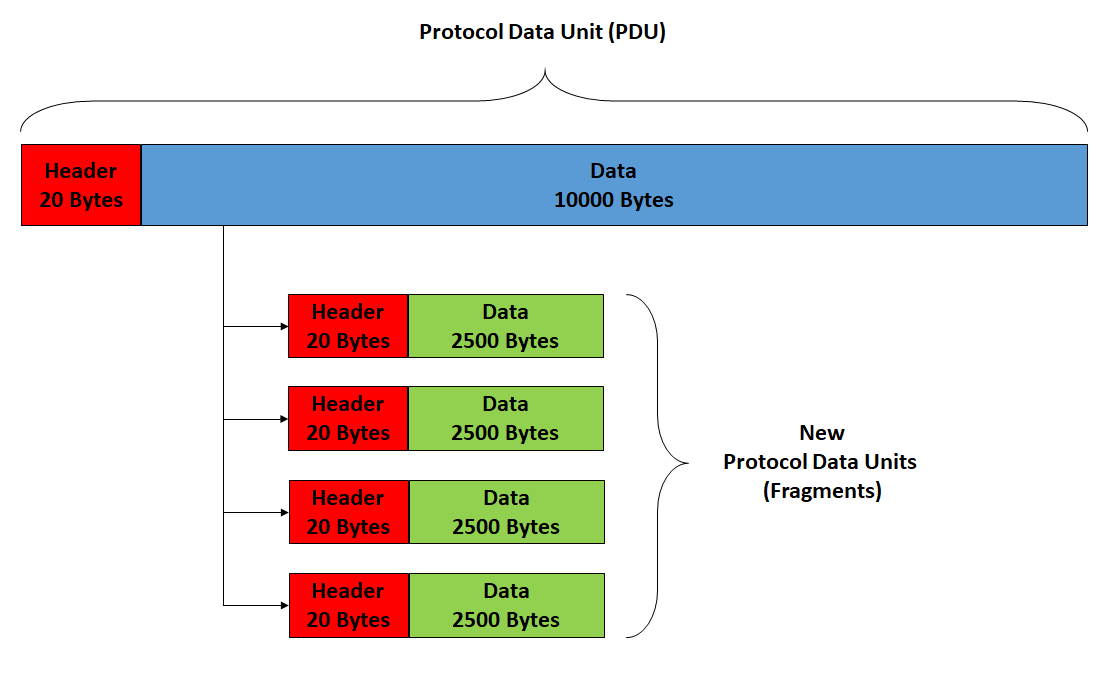 Protocol Data Unit (PDU)
Header
20 Bytes
Data
10000 Bytes
Header
20 Bytes
Data
2500 Bytes
Header
20 Bytes
Data
2500 Bytes
Header
20 Bytes
Data
2500 Bytes
Header
20 Bytes
Data
2500 Bytes
New
Protocol Data Units
(Fragments)